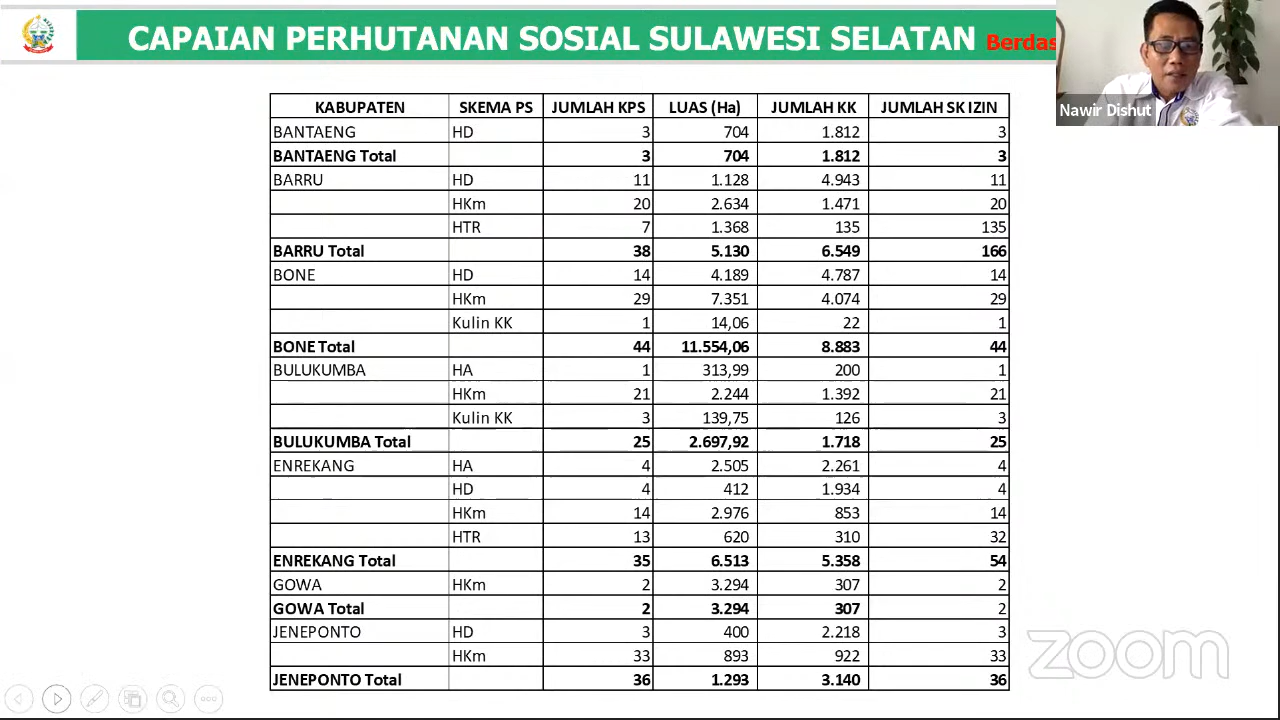 CAPAIAN PERHUTANAN SOSIAL SULAWESI SELATAN Berdas
Nawir Dishut
KABUPATEN SKEMA PS JUMLAH KPS LUAS (Ha) JUMLAH KK JUMLAH SK IZIN
BANTAENG HD 3 704 1.812 3
BANTAENG Total 3 704 1.812 3
BARRU HD 11 1.128 4.943 11
HKm 20 2.634 1.471 20
HTR 7 1.368 135 135
BARRU Total 38 5.130 6.549 166
BONE HD 14 4.189 4.787 14
HKm 29 7.351 4.074 29
Kulin KK 1 14,06 22 1
BONE Total 44 11.554,06 8.883 44
BULUKUMBA HA 1 313,99 200 1
HKm 21 2.244 1.392 21
Kulin KK 3 139,75 126 3
BULUKUMBA Total 25 2.697,92 1.718 25
ENREKANG HA 4 2.505 2.261 4
HD 4 412 1.934 4
HKm 14 2.976 853 14
HTR 13 620 310 32
ENREKANG Total 35 6.513 5.358 54
GOWA HKm 2 3.294 307 2
GOWA Total 2 3.294 307 2
JENEPONTO HD 3 400 2.218 3
HKm 33 893 922 33
JENEPONTO Total 36 1.293 3.140 36
zoom